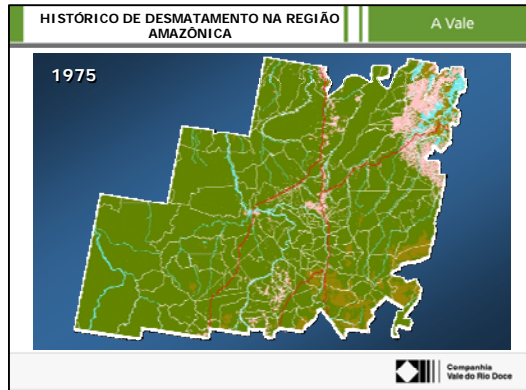 HISTÓRICO DE DESMATAMENTO NA REGIÃO
AMAZÔNICA
A Vale
1975
Companhia
Vale do Rio Doce